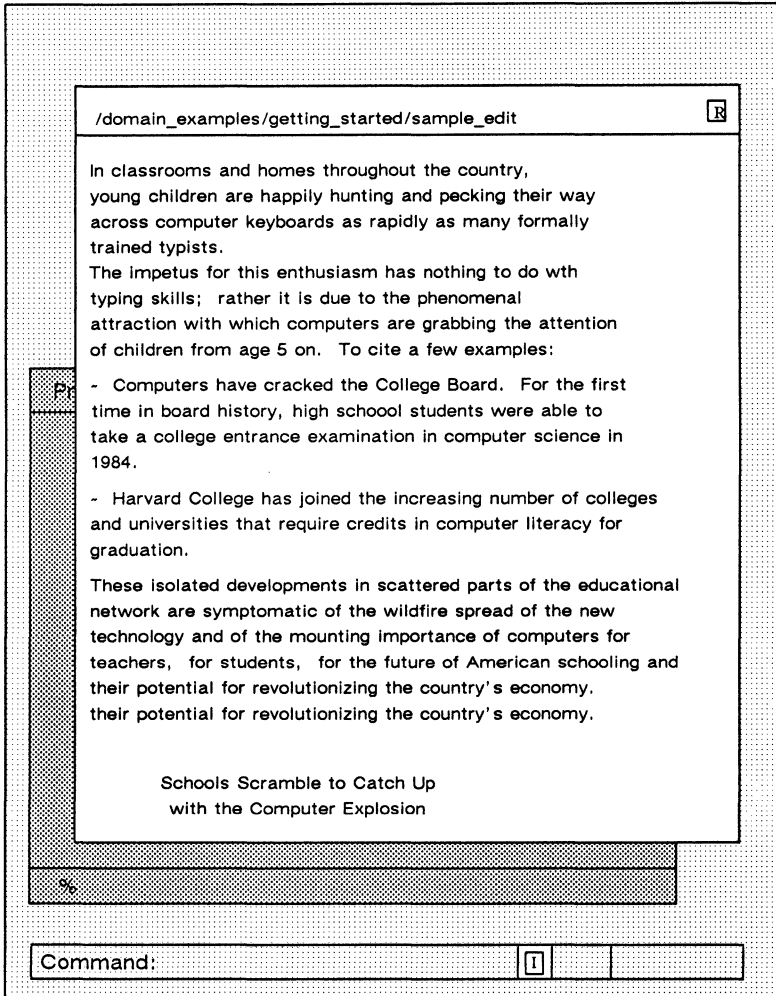 /domain_examples/getting_started/sample_edit R
In classrooms and homes throughout the country,
young children are happily hunting and pecking their way
across computer keyboards as rapidly as many formally
trained typists.
The impetus for this enthusiasm has nothing to do wth
typing skills; rather it is due to the phenomenal
attraction with which computers are grabbing the attention
of children from age 5 on. To cite a few examples:
~ Computers have cracked the College Board. For the first
time in board history, high schoool students were able to
take a college entrance examination in computer science in
1984.
~ Harvard College has joined the increasing number of colleges
and universities that require credits in computer literacy for
graduation.
These isolated developments in scattered parts of the educational
network are symptomatic of the wildfire spread of the new
technology and of the mounting importance of computers for
teachers, for students, for the future of American schooling and
their potential for revolutionizing the country's economy.
their potential for revolutionizing the country's economy.
Schools Scramble to Catch Up
with the Computer Explosion
%
Command: I